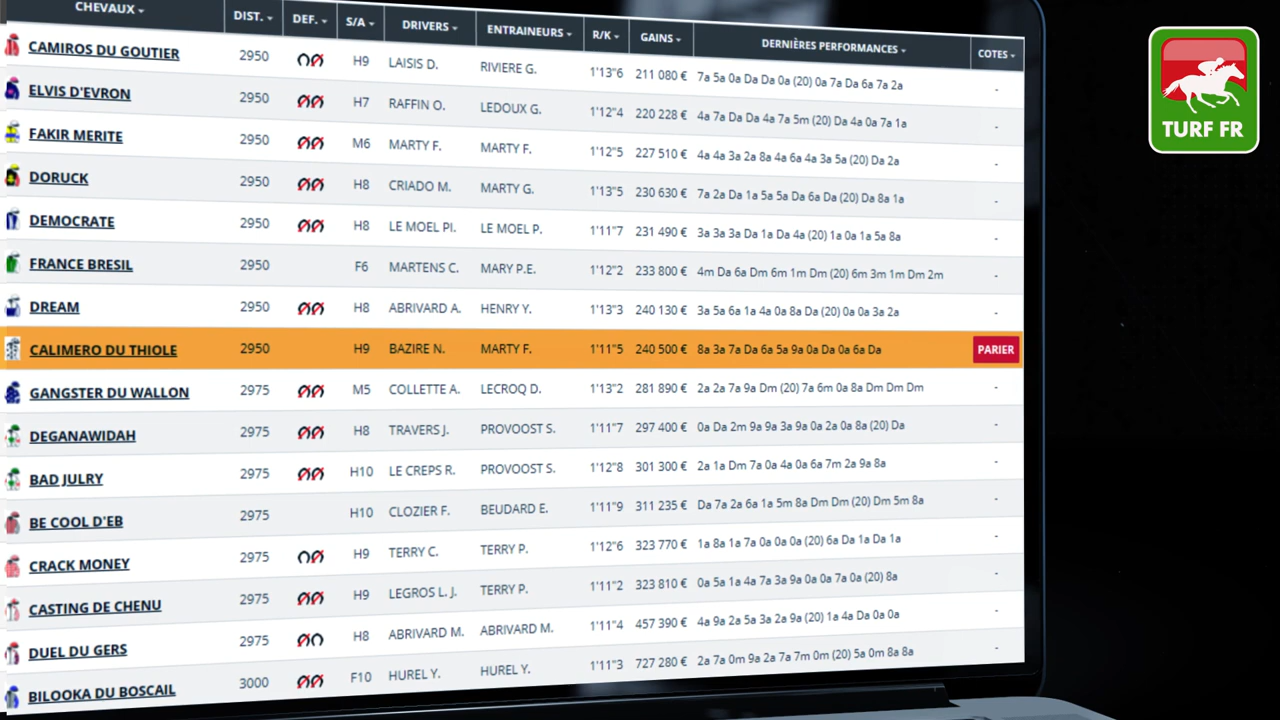 CHEVAUX DIST. DEF. S/A DRIVERS ENTRAINEURS R/K GAINS DERNIÈRES PERFORMANCES COTES
CAMIROS DU GOUTIER 2950 H9 LAISIS D. RIVIERE G. 1'13"6 211 080 € 7a 5a 0a Da Da 0a (20) 0a 7a Da 6a 7a 2a -
ELVIS D'EVRON 2950 H7 RAFFIN O. LEDOUX G. 1'12"4 220 228 € 4a 7a Da Da 4a 7a 5m (20) Da 4a 0a 7a 1a -
FAKIR MERITE 2950 M6 MARTY F. MARTY F. 1'12"5 227 510 € 4a 4a 3a 2a 8a 4a 6a 4a 3a 5a (20) Da 2a -
DORUCK 2950 H8 CRIADO M. MARTY G. 1'13"5 230 630 € 7a 2a Da 1a 5a 5a Da 6a Da (20) Da 8a 1a -
DEMOCRATE 2950 H8 LE MOEL PI. LE MOEL P. 1'11"7 231 490 € 3a 3a 3a Da 1a Da 4a (20) 1a 0a 1a 5a 8a -
FRANCE BRESIL 2950 F6 MARTENS C. MARY P.E. 1'12"2 233 800 € 4m Da 6a Dm 6m 1m Dm (20) 6m 3m 1m Dm 2m -
DREAM 2950 H8 ABRIVARD A. HENRY Y. 1'13"3 240 130 € 3a 5a 6a 1a 4a 0a 8a Da (20) 0a 0a 3a 2a -
CALIMERO DU THIOLE 2950 H9 BAZIRE N. MARTY F. 1'11"5 240 500 € 8a 3a 7a Da 6a 5a 9a 0a Da 0a 6a Da PARIER
GANGSTER DU WALLON 2975 M5 COLLETTE A. LECROQ D. 1'13"2 281 890 € 2a 2a 7a 9a Dm (20) 7a 6m 0a 8a Dm Dm Dm -
DEGANAWIDAH 2975 H8 TRAVERS J. PROVOOST S. 1'11"7 297 400 € 0a Da 2m 9a 9a 3a 9a 0a 2a 0a 8a (20) Da -
BAD JULRY 2975 H10 LE CREPS R. PROVOOST S. 1'12"8 301 300 € 2a 1a Dm 7a 0a 4a 0a 6a 7m 2a 9a 8a -
BE COOL D'EB 2975 H10 CLOZIER F. BEUDARD E. 1'11"9 311 235 € Da 7a 2a 6a 1a 5m 8a Dm Dm (20) Dm 5m 8a -
CRACK MONEY 2975 H9 TERRY C. TERRY P. 1'12"6 323 770 € 1a 8a 1a 7a 0a 0a 0a (20) 6a Da 1a Da 1a -
CASTING DE CHENU 2975 H9 LEGROS L. J. TERRY P. 1'11"2 323 810 € 0a 5a 1a 4a 7a 3a 9a 0a 0a 7a 0a (20) 8a -
DUEL DU GERS 2975 H8 ABRIVARD M. ABRIVARD M. 1'11"4 457 390 € 4a 9a 2a 5a 3a 2a 9a (20) 1a 4a Da 0a 0a -
BILOOKA DU BOSCAIL 3000 F10 HUREL Y. HUREL Y. 1'11"3 727 280 € 2a 7a 0m 9a 2a 7a 7m 0m (20) 5a 0m 8a 8a -
TURF FR